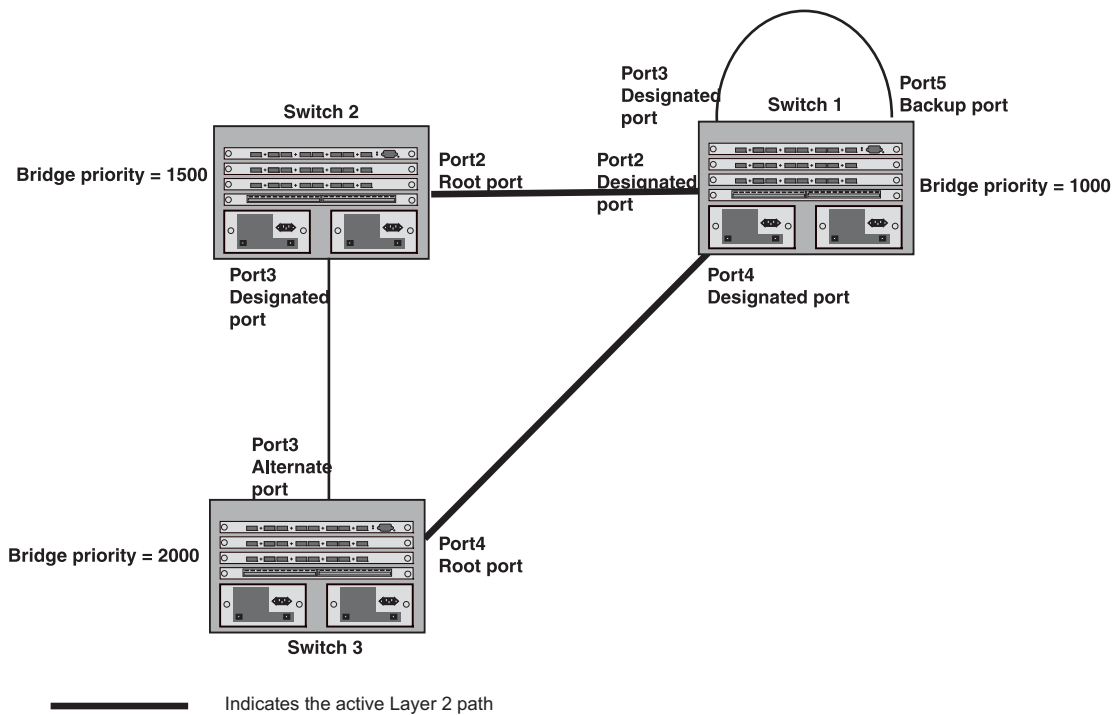 Port3
Designated
port
Port5
Backup port
Switch 2
Switch 1
Bridge priority = 1500
Port2
Root port
Port2
Designated
port
Bridge priority = 1000
Port3
Designated
port
Port4
Designated port
Port3
Alternate
port
Bridge priority = 2000
Port4
Root port
Switch 3
Indicates the active Layer 2 path